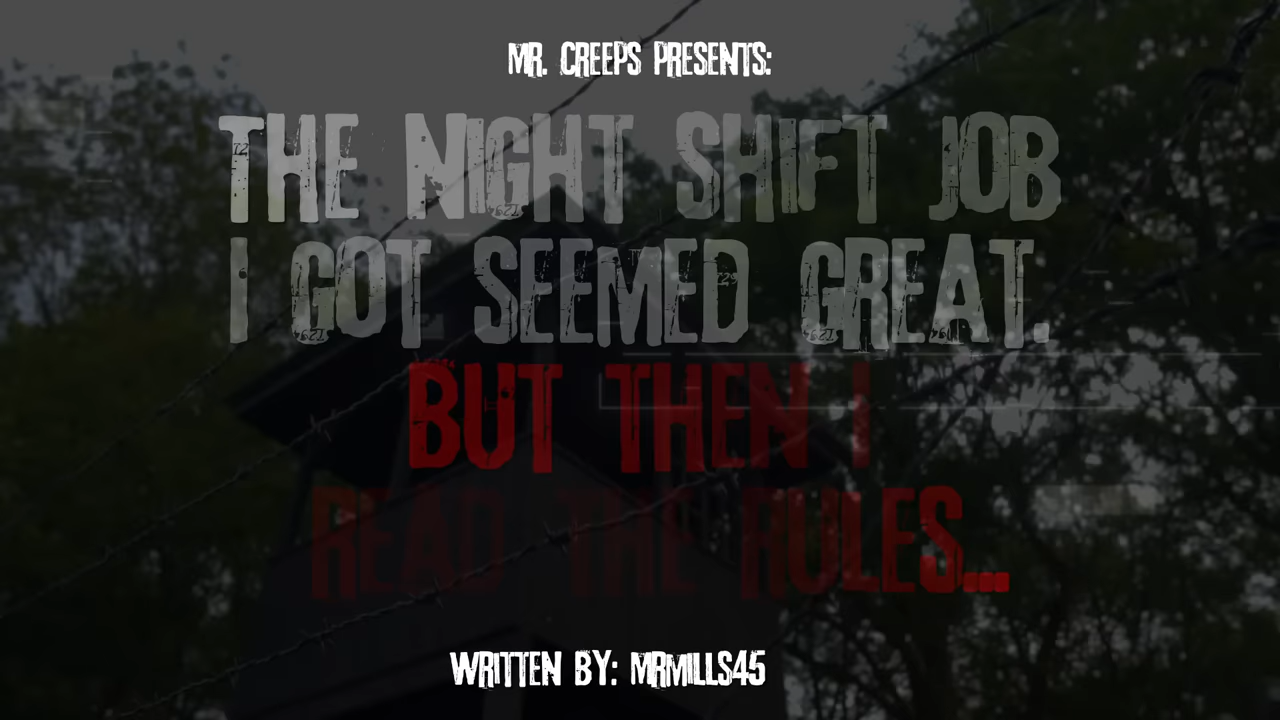 MR. CREEPS PRESENTS:
THE NIGHT SHIFT JOB
I GOT SEEMED GREAT.
BUT THEN I
READ THE RULES...
WRITTEN BY: MRMILLS45